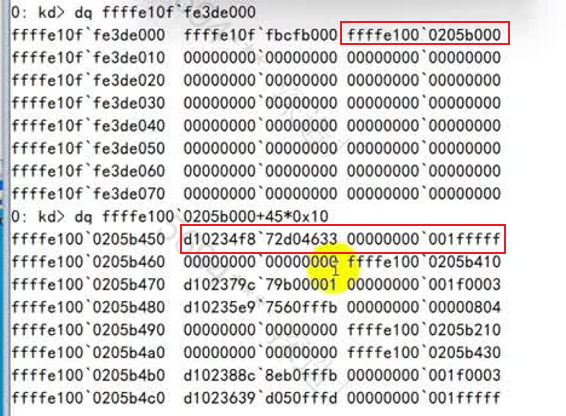 0: kd> dq ffffe10f`fe3de000
ffffe10f`fe3de000 ffffe10f`fbcfb000 ffffe100`0205b000
ffffe10f`fe3de010 00000000`00000000 00000000`00000000
ffffe10f`fe3de020 00000000`00000000 00000000`00000000
ffffe10f`fe3de030 00000000`00000000 00000000`00000000
ffffe10f`fe3de040 00000000`00000000 00000000`00000000
ffffe10f`fe3de050 00000000`00000000 00000000`00000000
ffffe10f`fe3de060 00000000`00000000 00000000`00000000
ffffe10f`fe3de070 00000000`00000000 00000000`00000000
0: kd> dq ffffe100`0205b000+45*0x10
ffffe100`0205b450 d10234f8`72d04633 00000000`001fffff
ffffe100`0205b460 00000000`00000000 ffffe100`0205b410
ffffe100`0205b470 d102379c`79b00001 00000000`001f0003
ffffe100`0205b480 d10235e9`7560fffb 00000000`00000804
ffffe100`0205b490 00000000`00000000 ffffe100`0205b210
ffffe100`0205b4a0 00000000`00000000 ffffe100`0205b430
ffffe100`0205b4b0 d102388c`8eb0fffb 00000000`001f0003
ffffe100`0205b4c0 d1023639`d050fffd 00000000`001fffff